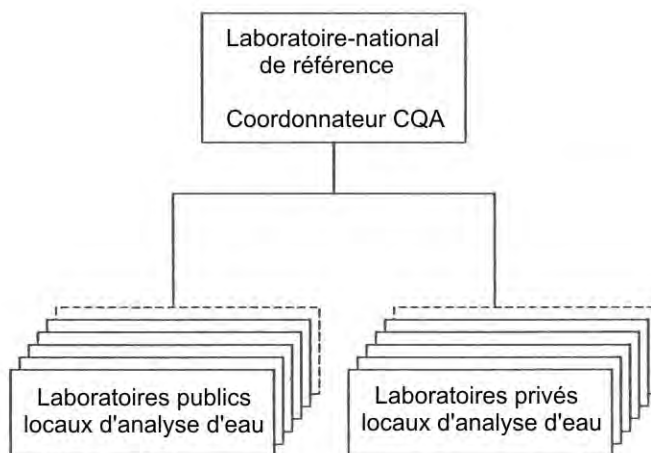 Laboratoire-national
de référence
Coordonnateur CQA
Laboratoires publics
locaux d'analyse d'eau
Laboratoires privés
locaux d'analyse d'eau